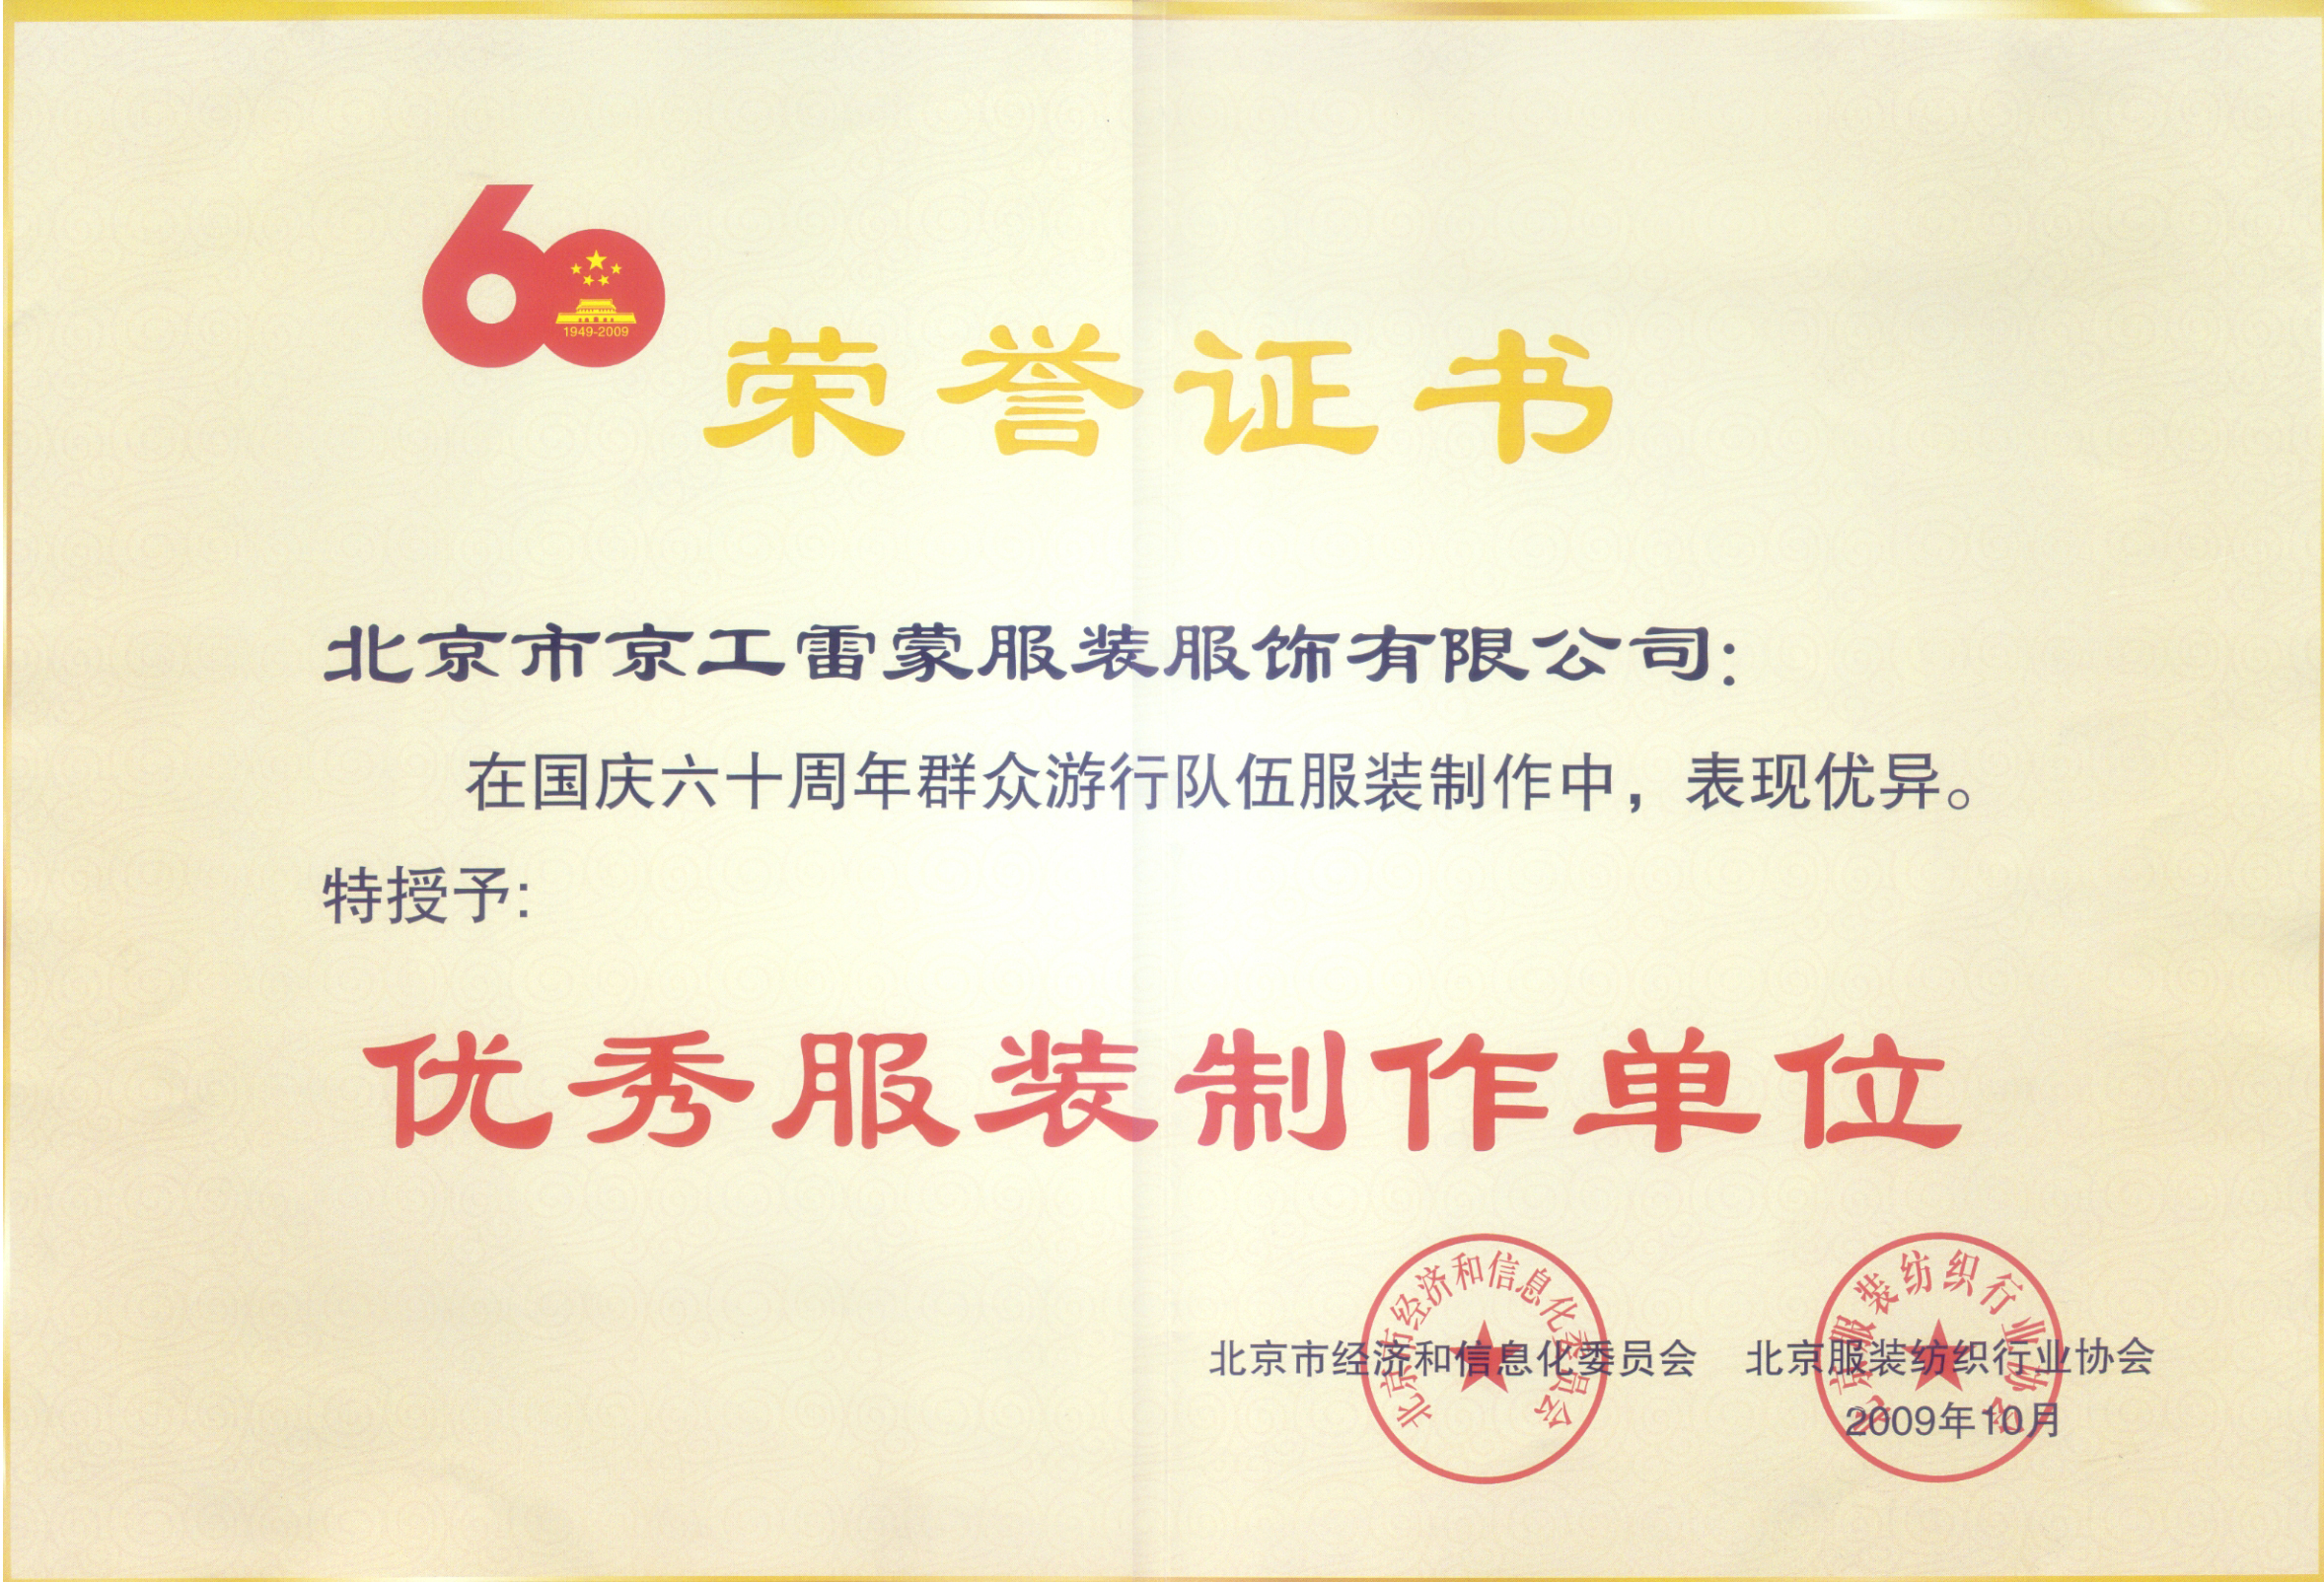 60
1949-2009
荣誉证书
北京市京工雷蒙服装服饰有限公司：
在国庆六十周年群众游行队伍服装制作中，表现优异。
特授予：
优秀服装制作单位
北京市经济和信息化委员会
北京服装纺织行业协会
北京市经济和信息化委员会 北京服装纺织行业协会
2009年10月